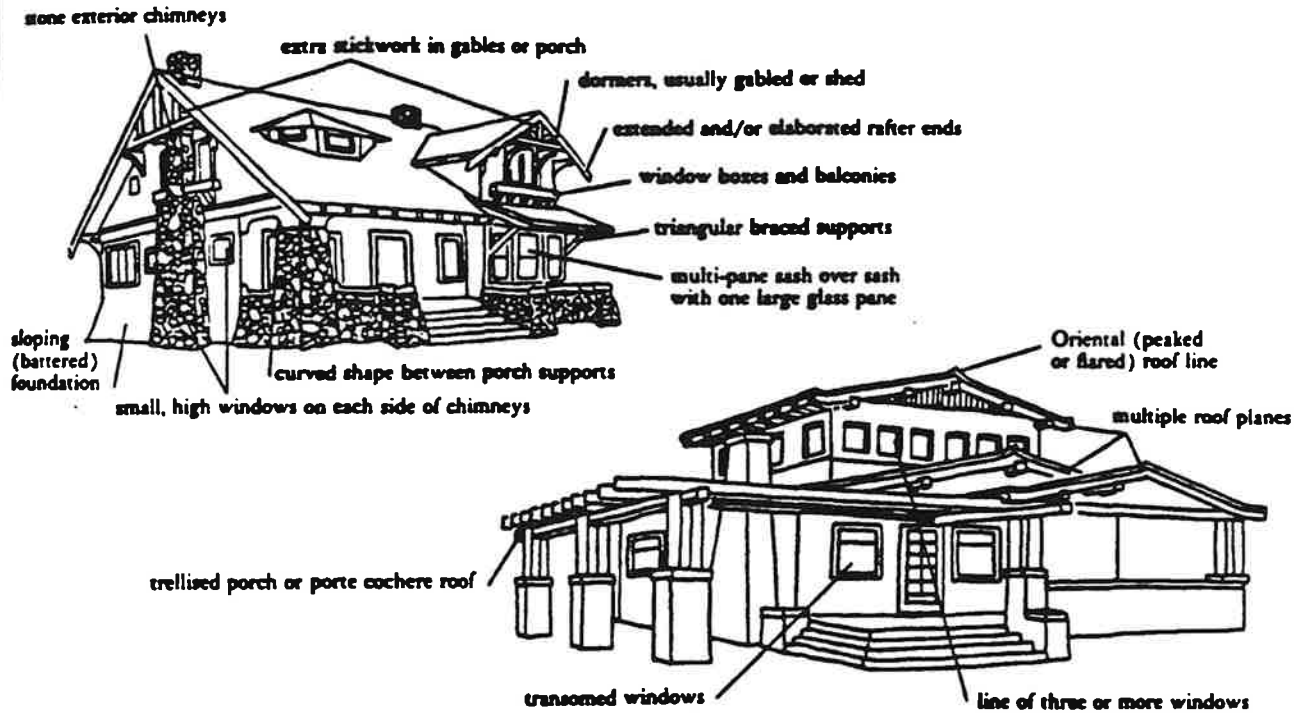 stone exterior chimneys
extra stickwork in gables or porch
dormers, usually gabled or shed
extended and/or elaborated rafter ends
window boxes and balconies
triangular braced supports
multi-pane sash over sash
with one large glass pane
sloping
(battered)
foundation
curved shape between porch supports
small, high windows on each side of chimneys
Oriental (peaked
or flared) roof line
multiple roof planes
trellised porch or porte cochere roof
transomed windows
line of three or more windows